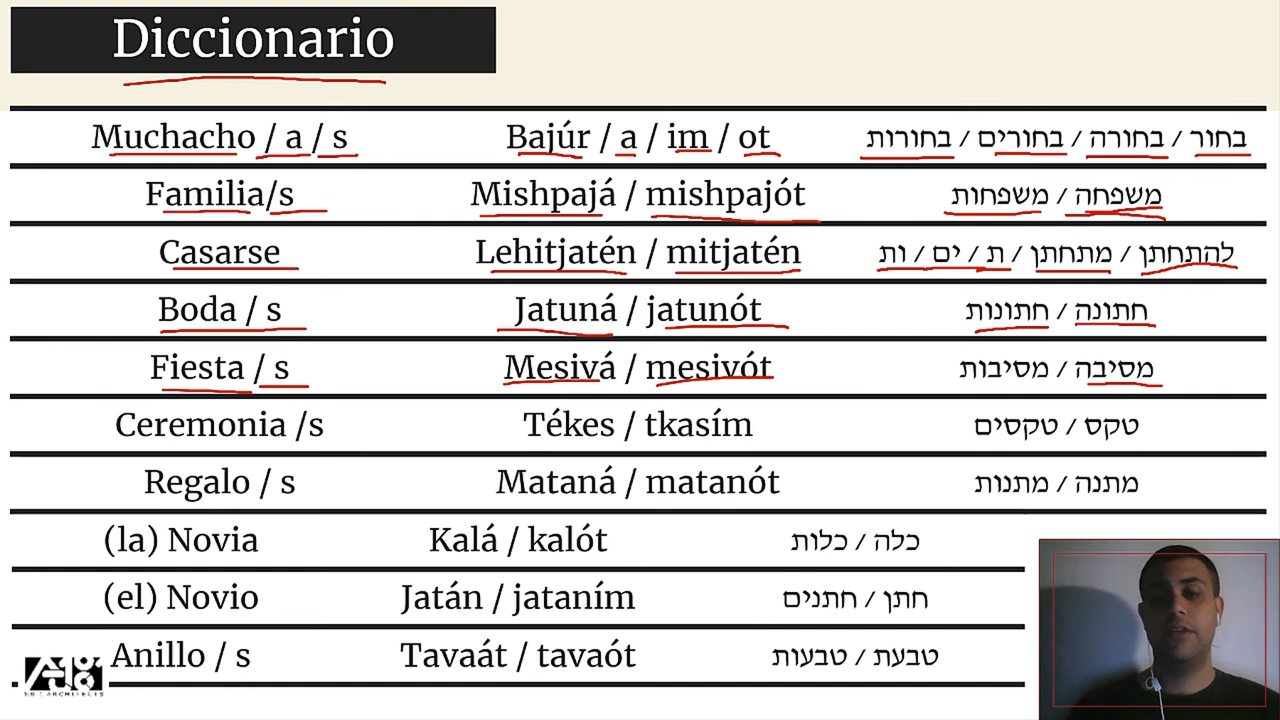 Diccionario
Muchacho / a / s Bajúr / a / im / ot בחור / בחורה / בחורים / בחורות
Familia/s Mishpajá / mishpajót משפחה / משפחות
Casarse Lehitjatén / mitjatén להתחתן / מתחתן / ת / ים / ות
Boda / s Jatuná / jatunót חתונה / חתונות
Fiesta / s Mesivá / mesivót מסיבה / מסיבות
Ceremonia /s Tékes / tkasím טקס / טקסים
Regalo / s Mataná / matanót מתנה / מתנות
(la) Novia Kalá / kalót כלה / כלות
(el) Novio Jatán / jataním חתן / חתנים
Anillo / s Tavaát / tavaót טבעת / טבעות